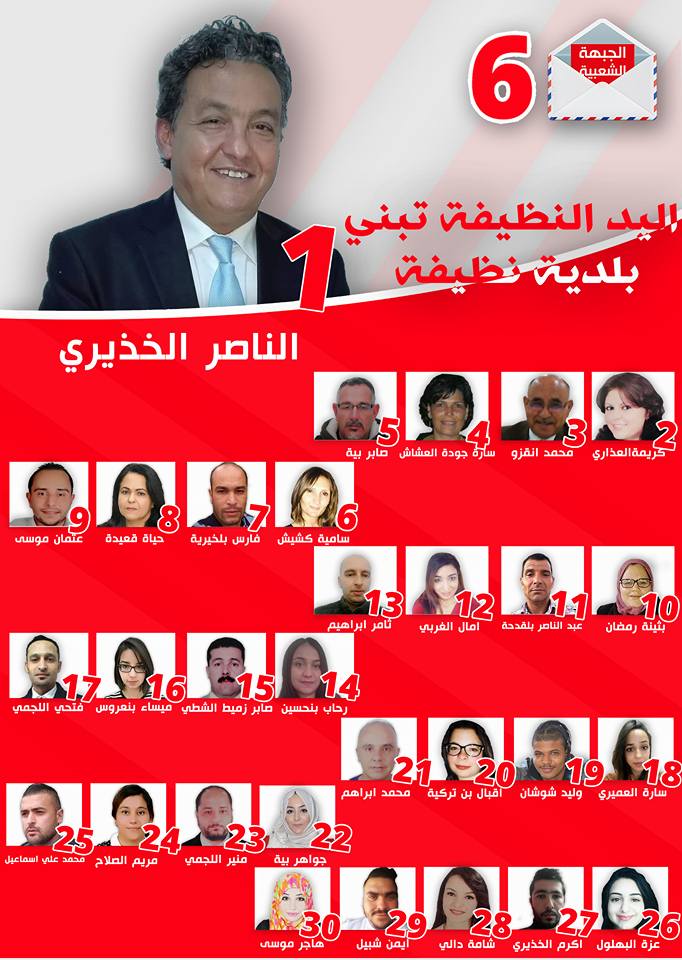 6
الجبهة
الشعبية
اليد النظيفة تبني
بلدية نظيفة
1
الناصر الخذيري
2
كريمةالعذاري
3
محمد انقزو
4
سارة جودة العشاش
5
صابر بية
6
سامية كشيش
7
فارس بلخيرية
8
حياة قعيدة
9
عثمان موسى
10
بثينة رمضان
11
عبد الناصر بلقدحة
12
امال الغربي
13
ثامر ابراهيم
14
رحاب بنحسين
15
صابر زميط الشطي
16
ميساء بنعروس
17
فتحي اللجمي
18
سارة العميري
19
وليد شوشان
20
اقبال بن تركية
21
محمد ابراهم
22
جواهر بية
23
منير اللجمي
24
مريم الصلاح
25
محمد علي اسماعيل
26
عزة البهلول
27
اكرم الخذيري
28
شامة دالي
29
ايمن شبيل
30
هاجر موسى